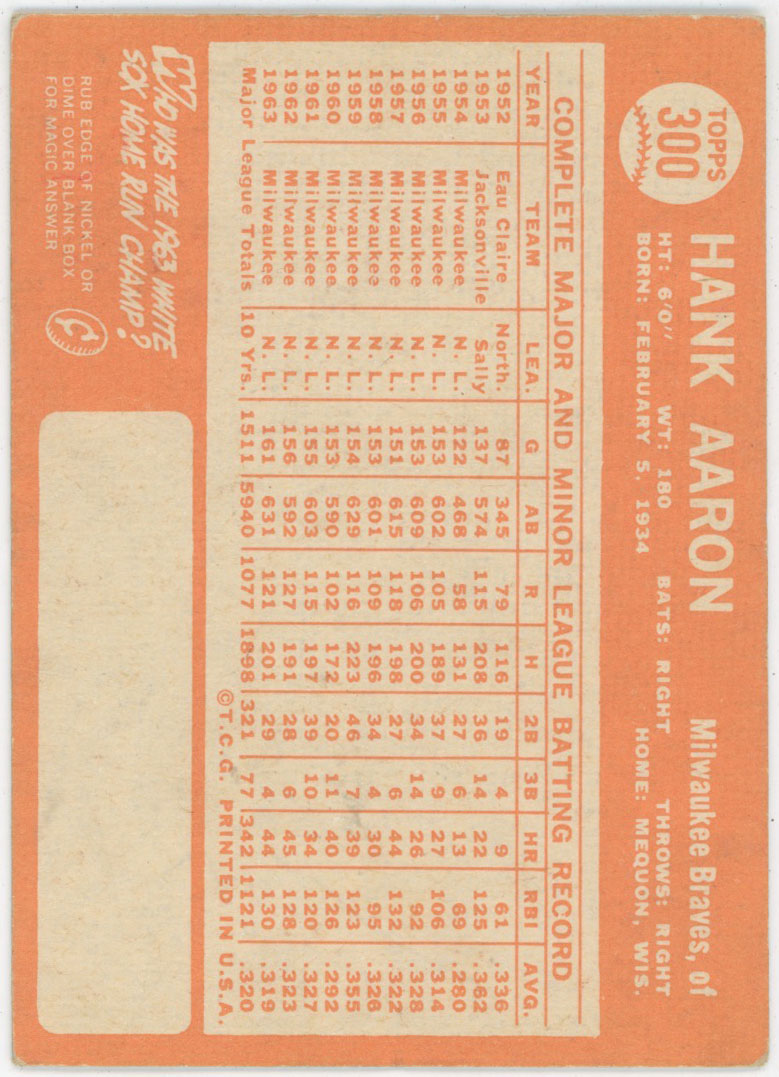 TOPPS
300
HANK AARON Milwaukee Braves, of
HT: 6'0" WT: 180 BATS: RIGHT THROWS: RIGHT
BORN: FEBRUARY 5, 1934 HOME: MEQUON, WIS.
COMPLETE MAJOR AND MINOR LEAGUE BATTING RECORD
YEAR TEAM LEA. G AB R H 2B 3B HR RBI AVG.
1952 Eau Claire North. 87 345 79 116 19 4 9 61 .336
1953 Jacksonville Sally 137 574 115 208 36 14 22 125 .362
1954 Milwaukee N. L. 122 468 58 131 27 6 13 69 .280
1955 Milwaukee N. L. 153 602 105 189 37 9 27 106 .314
1956 Milwaukee N. L. 153 609 106 200 34 14 26 92 .328
1957 Milwaukee N. L. 151 615 118 198 27 6 44 132 .322
1958 Milwaukee N. L. 153 601 109 196 34 4 30 95 .326
1959 Milwaukee N. L. 154 629 116 223 46 7 39 123 .355
1960 Milwaukee N. L. 153 590 102 172 20 11 40 126 .292
1961 Milwaukee N. L. 155 603 115 197 39 10 34 120 .327
1962 Milwaukee N. L. 156 592 127 191 28 6 45 128 .323
1963 Milwaukee N. L. 161 631 121 201 29 4 44 130 .319
Major League Totals 10 Yrs. 1511 5940 1077 1898 321 77 342 1121 .320
©T.C.G. PRINTED IN U.S.A.
WHO WAS THE 1963 WHITE
SOX HOME RUN CHAMP?
RUB EDGE OF NICKEL OR
DIME OVER BLANK BOX
FOR MAGIC ANSWER